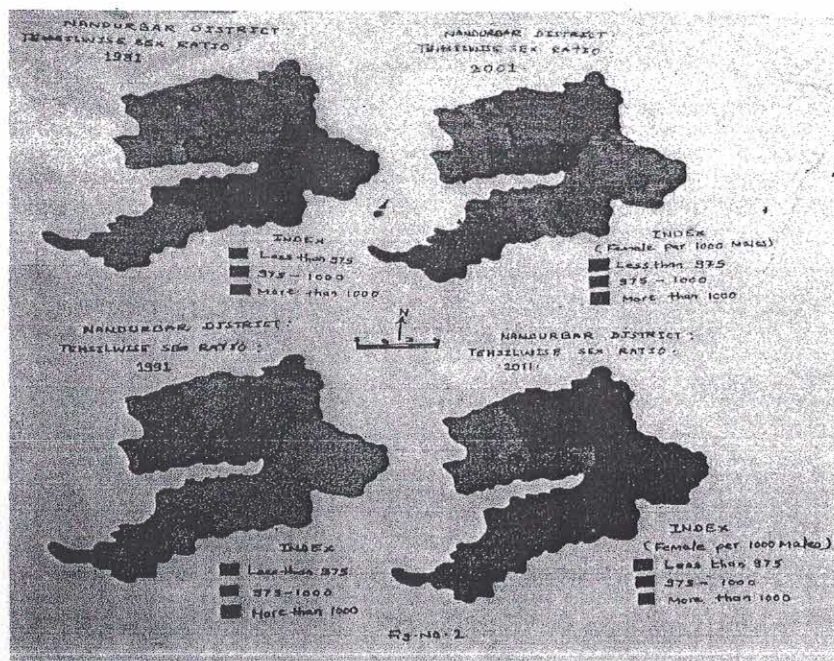 NANDURBAR DISTRICT
TEHSILWISE SEX RATIO:
1981
INDEX
Less than 975
975 - 1000
More than 1000
NANDURBAR DISTRICT
TEHSILWISE SEX RATIO:
2001
INDEX
(Female per 1000 Males)
Less than 975
975 - 1000
More than 1000
N
NANDURBAR DISTRICT:
TEHSILWISE SEX RATIO:
1991
INDEX
Less than 975
975-1000
More than 1000
NANDURBAR DISTRICT:
TEHSILWISE SEX RATIO:
2011:
INDEX
(Female per 1000 Males)
Less than 975
975 - 1000
More than 1000
Fig. No. 2